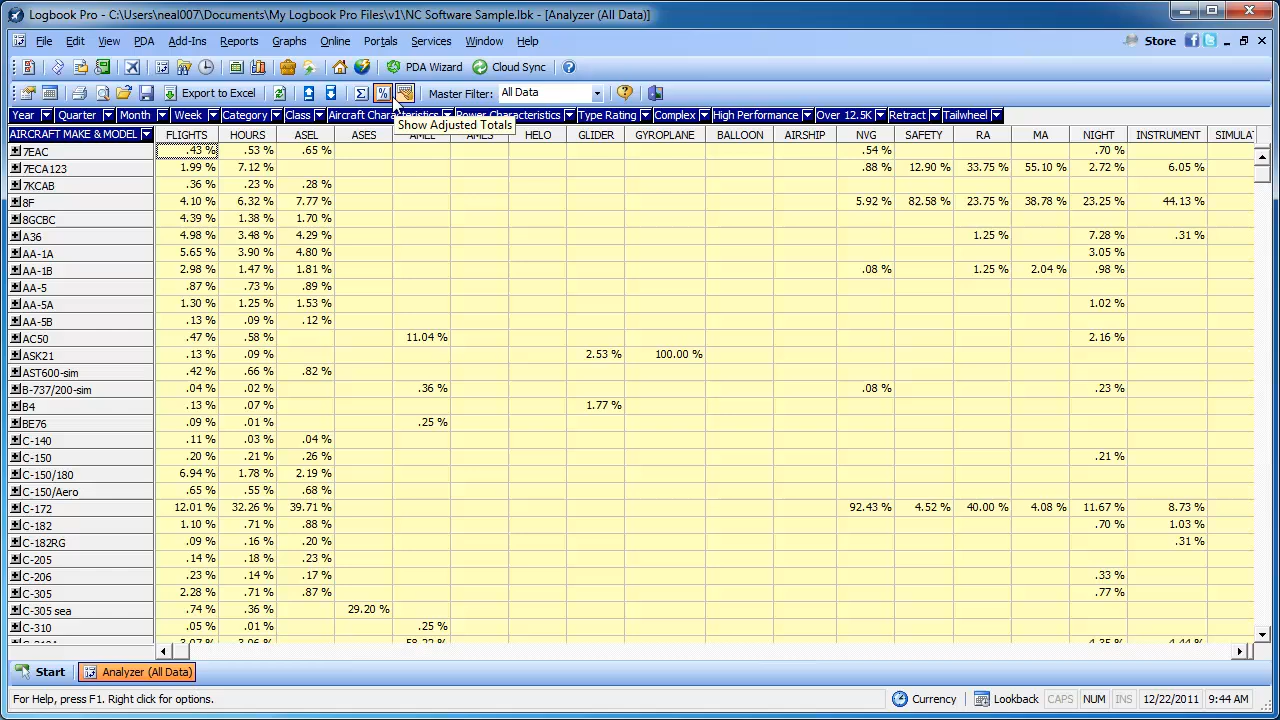 Logbook Pro - C:\Users\neal007\Documents\My Logbook Pro Files\v1\NC Software Sample.lbk - [Analyzer (All Data)]
File Edit View PDA Add-Ins Reports Graphs Online Portals Services Window Help Store
PDA Wizard Cloud Sync
Export to Excel Σ % Master Filter: All Data
Year Quarter Month Week Category Class Aircraft Characteristics Power Characteristics Type Rating Complex High Performance Over 12.5K Retract Tailwheel
Show Adjusted Totals
AIRCRAFT MAKE & MODEL FLIGHTS HOURS ASEL ASES AMEL AMES HELO GLIDER GYROPLANE BALLOON AIRSHIP NVG SAFETY RA MA NIGHT INSTRUMENT SIMULA
7EAC .43 % .53 % .65 % .54 % .70 %
7ECA123 1.99 % 7.12 % .88 % 12.90 % 33.75 % 55.10 % 2.72 % 6.05 %
7KCAB .36 % .23 % .28 %
8F 4.10 % 6.32 % 7.77 % 5.92 % 82.58 % 23.75 % 38.78 % 23.25 % 44.13 %
8GCBC 4.39 % 1.38 % 1.70 %
A36 4.98 % 3.48 % 4.29 % 1.25 % 7.28 % .31 %
AA-1A 5.65 % 3.90 % 4.80 % 3.05 %
AA-1B 2.98 % 1.47 % 1.81 % .08 % 1.25 % 2.04 % .98 %
AA-5 .87 % .73 % .89 %
AA-5A 1.30 % 1.25 % 1.53 % 1.02 %
AA-5B .13 % .09 % .12 %
AC50 .47 % .58 % 11.04 % 2.16 %
ASK21 .13 % .09 % 2.53 % 100.00 %
AST600-sim .42 % .66 % .82 %
B-737/200-sim .04 % .02 % .36 % .08 % .23 %
B4 .13 % .07 % 1.77 %
BE76 .09 % .01 % .25 %
C-140 .11 % .03 % .04 %
C-150 .20 % .21 % .26 % .21 %
C-150/180 6.94 % 1.78 % 2.19 %
C-150/Aero .65 % .55 % .68 %
C-172 12.01 % 32.26 % 39.71 % 92.43 % 4.52 % 40.00 % 4.08 % 11.67 % 8.73 %
C-182 1.10 % .71 % .88 % .70 % 1.03 %
C-182RG .09 % .16 % .20 % .31 %
C-205 .14 % .18 % .23 %
C-206 .23 % .14 % .17 % .33 %
C-305 2.28 % .71 % .87 % .77 %
C-305 sea .74 % .36 % 29.20 %
C-310 .05 % .01 % .25 %
Start Analyzer (All Data)
For Help, press F1. Right click for options. Currency Lookback CAPS NUM INS 12/22/2011 9:44 AM